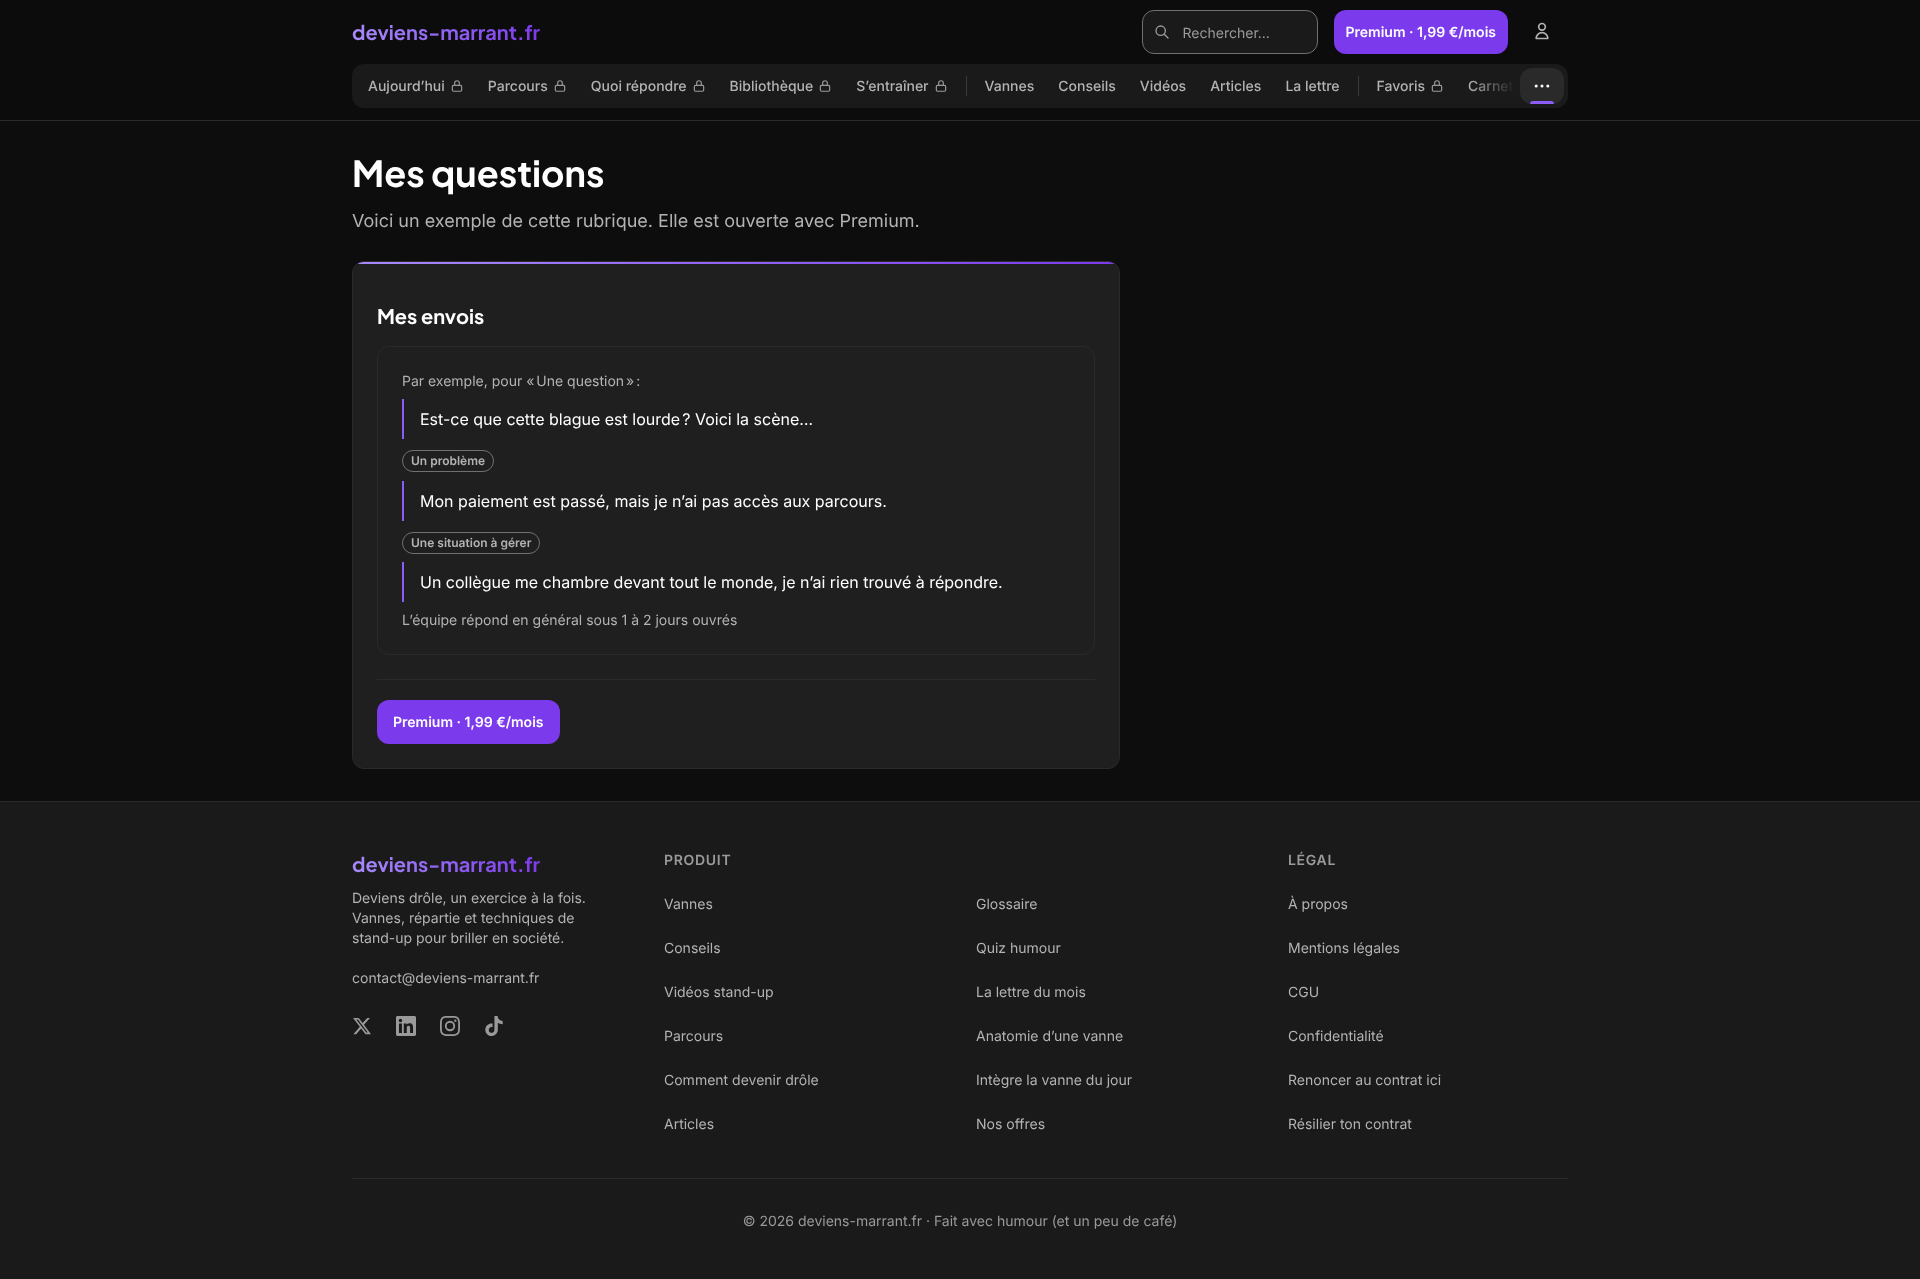 deviens-marrant.fr
Rechercher...
Premium · 1,99 €/mois
Aujourd’hui
Parcours
Quoi répondre
Bibliothèque
S’entraîner
Vannes
Conseils
Vidéos
Articles
La lettre
Favoris
Carnet
Mes questions
Voici un exemple de cette rubrique. Elle est ouverte avec Premium.
Mes envois
Par exemple, pour « Une question » :
Est-ce que cette blague est lourde ? Voici la scène...
Un problème
Mon paiement est passé, mais je n’ai pas accès aux parcours.
Une situation à gérer
Un collègue me chambre devant tout le monde, je n’ai rien trouvé à répondre.
L’équipe répond en général sous 1 à 2 jours ouvrés
Premium · 1,99 €/mois
deviens-marrant.fr
Deviens drôle, un exercice à la fois.
Vannes, répartie et techniques de
stand-up pour briller en société.
contact@deviens-marrant.fr
PRODUIT
Vannes
Conseils
Vidéos stand-up
Parcours
Comment devenir drôle
Articles
Glossaire
Quiz humour
La lettre du mois
Anatomie d’une vanne
Intègre la vanne du jour
Nos offres
LÉGAL
À propos
Mentions légales
CGU
Confidentialité
Renoncer au contrat ici
Résilier ton contrat
© 2026 deviens-marrant.fr · Fait avec humour (et un peu de café)